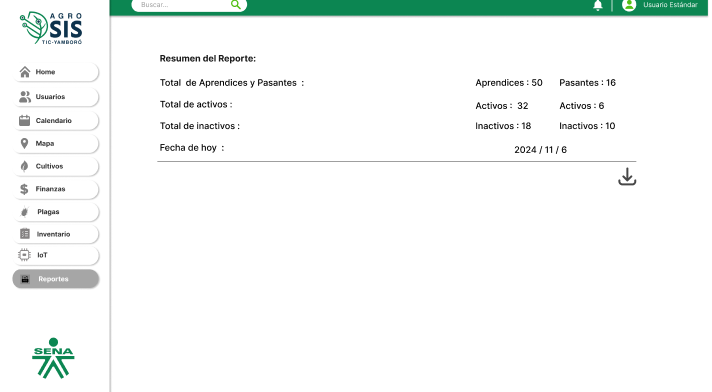 AGRO
SIS
TIC-YAMBORÓ
Buscar...
Usuario Estándar
Home
Usuarios
Calendario
Mapa
Cultivos
Finanzas
Plagas
Inventario
IoT
Reportes
SENA
Resumen del Reporte:
Total de Aprendices y Pasantes : Aprendices : 50 Pasantes : 16
Total de activos : Activos : 32 Activos : 6
Total de inactivos : Inactivos : 18 Inactivos : 10
Fecha de hoy : 2024 / 11 / 6